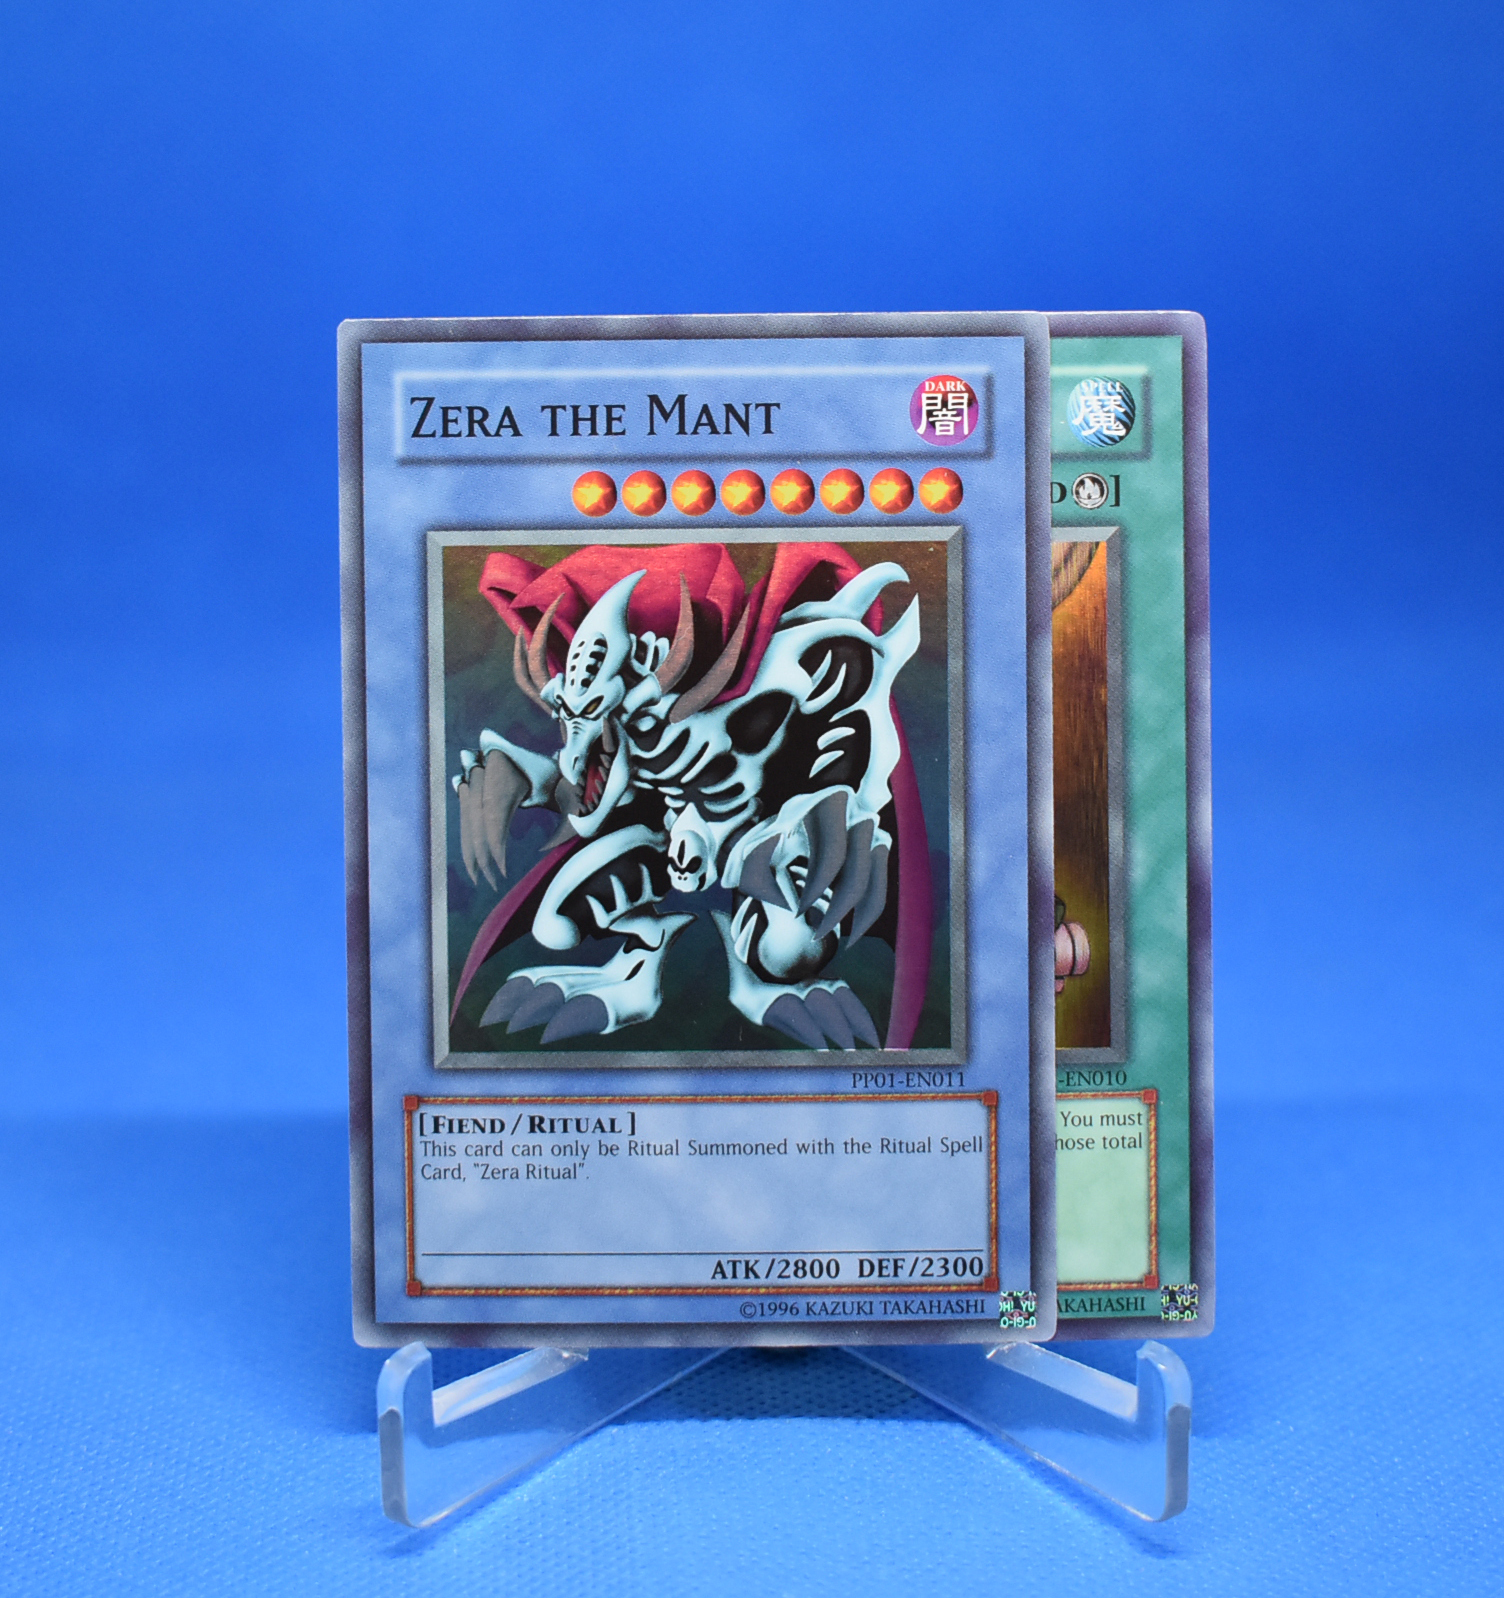 ZERA THE MANT
DARK
闇
PP01-EN011
[FIEND/RITUAL]
This card can only be Ritual Summoned with the Ritual Spell
Card, "Zera Ritual".
ATK/2800 DEF/2300
©1996 KAZUKI TAKAHASHI
SPELL
魔
D
]
-EN010
You must
hose total
AKAHASHI
YU-GI-